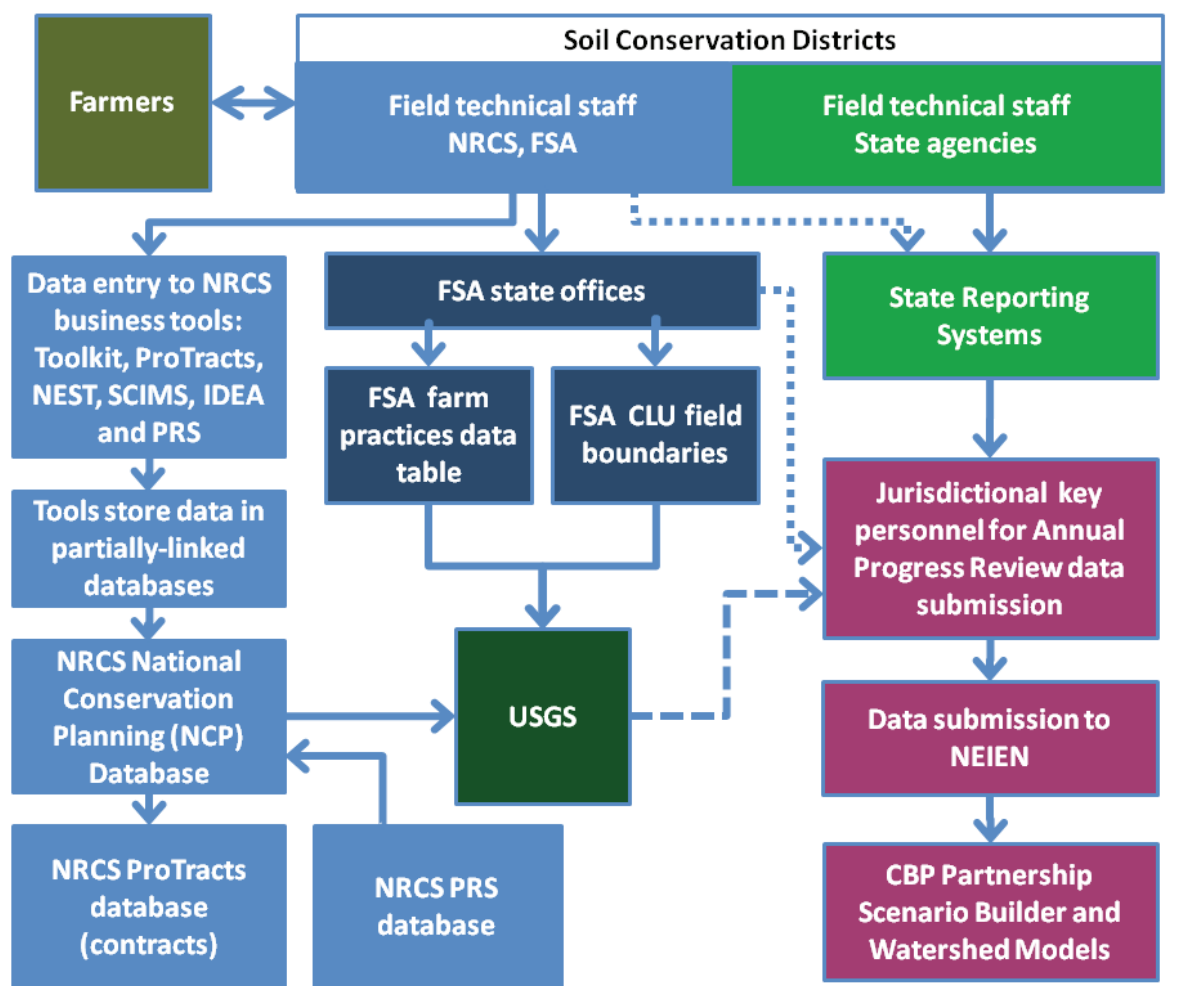 Soil Conservation Districts
Farmers
Field technical staff
NRCS, FSA
Field technical staff
State agencies
Data entry to NRCS
business tools:
Toolkit, ProTracts,
NEST, SCIMS, IDEA
and PRS
FSA state offices
State Reporting
Systems
FSA farm
practices data
table
FSA CLU field
boundaries
Jurisdictional key
personnel for Annual
Progress Review data
submission
Tools store data in
partially-linked
databases
NRCS National
Conservation
Planning (NCP)
Database
USGS
Data submission to
NEIEN
NRCS ProTracts
database
(contracts)
NRCS PRS
database
CBP Partnership
Scenario Builder and
Watershed Models